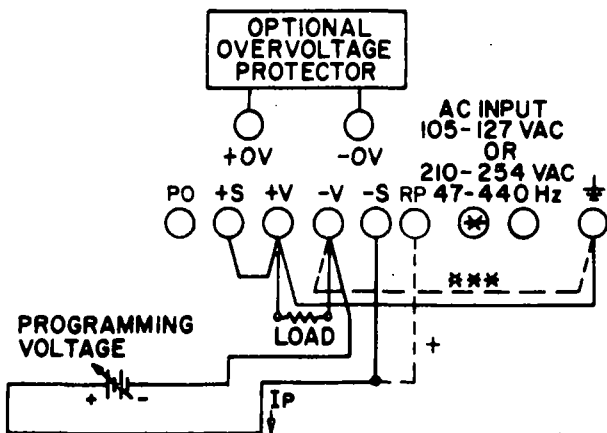 OPTIONAL
OVERVOLTAGE
PROTECTOR
+OV
-OV
AC INPUT
105-127 VAC
OR
210-254 VAC
47-440 Hz
PO +S +V -V -S RP
*
***
LOAD
PROGRAMMING
VOLTAGE
+ -
IP
+